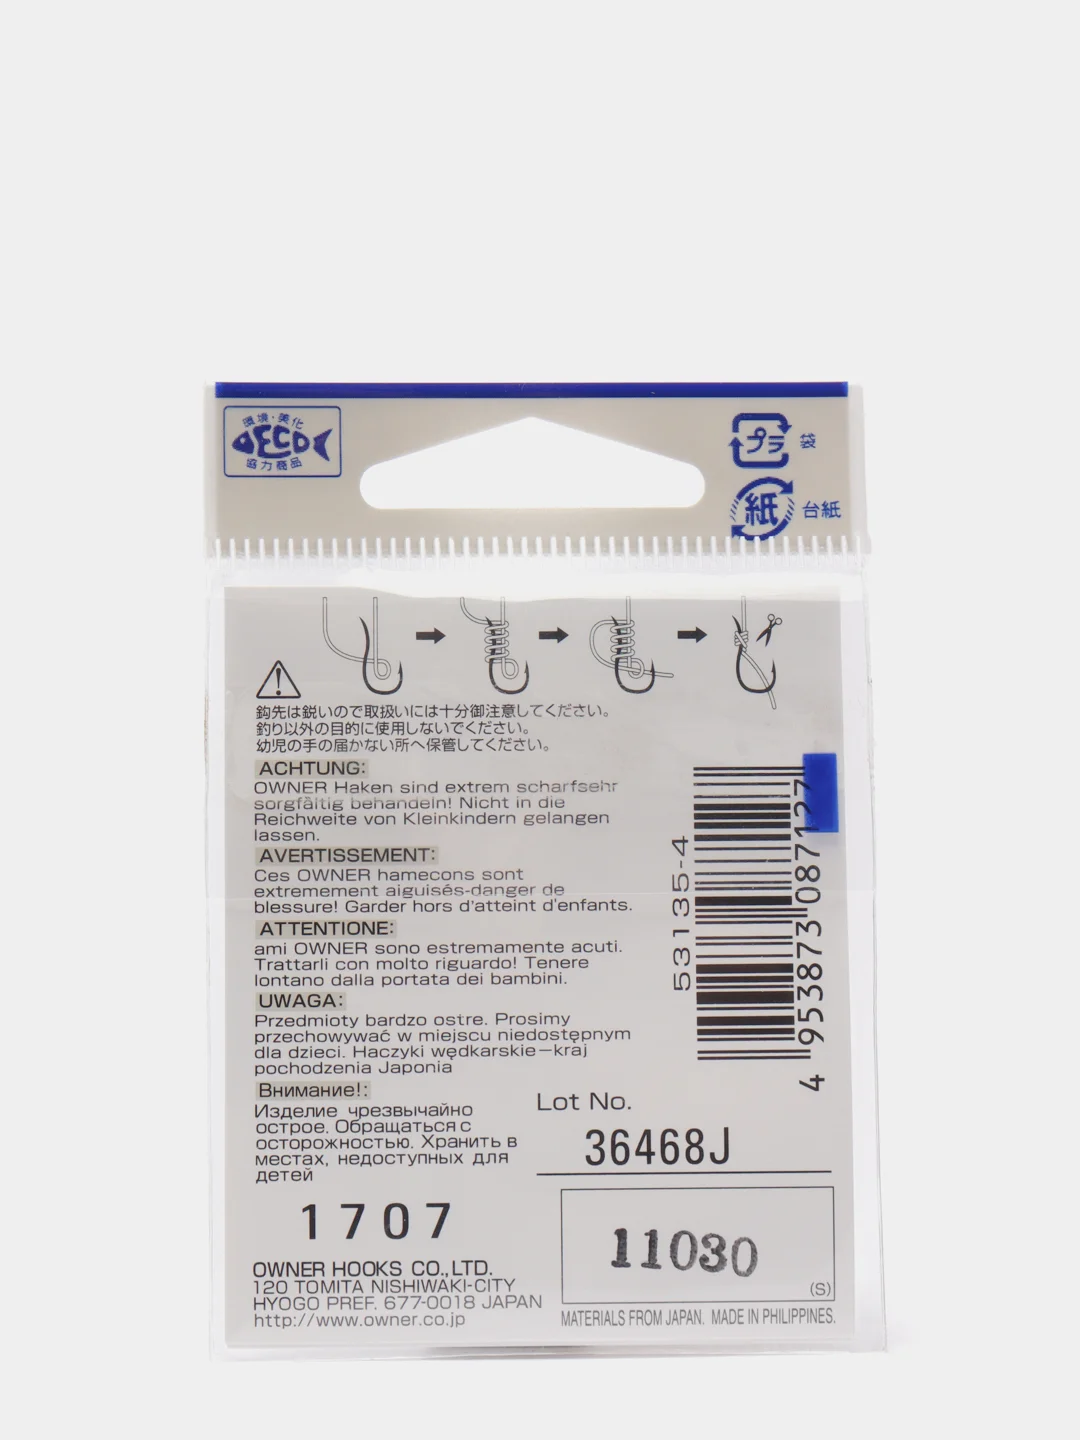 環境・美化
ECO
協力商品
プラ 袋
紙 台紙
鈎先は鋭いので取扱いには十分御注意してください。
釣り以外の目的に使用しないでください。
幼児の手の届かない所へ保管してください。
ACHTUNG:
OWNER Haken sind extrem scharfsehr
sorgfältig behandeln! Nicht in die
Reichweite von Kleinkindern gelangen
lassen.
AVERTISSEMENT:
Ces OWNER hamecons sont
extremement aiguisés-danger de
blessure! Garder hors d'atteint d'enfants.
ATTENTIONE:
ami OWNER sono estremamente acuti.
Trattarli con molto riguardo! Tenere
lontano dalla portata dei bambini.
UWAGA:
Przedmioty bardzo ostre. Prosimy
przechowywać w miejscu niedostępnym
dla dzieci. Haczyki wędkarskie-kraj
pochodzenia Japonia
Внимание!:
Изделие чрезвычайно
острое. Обращаться с
осторожностью. Хранить в
местах, недоступных для
детей
53135-4
4 953873 087127
Lot No.
36468J
1707
11030
(S)
OWNER HOOKS CO.,LTD.
120 TOMITA NISHIWAKI-CITY
HYOGO PREF. 677-0018 JAPAN
http://www.owner.co.jp
MATERIALS FROM JAPAN. MADE IN PHILIPPINES.